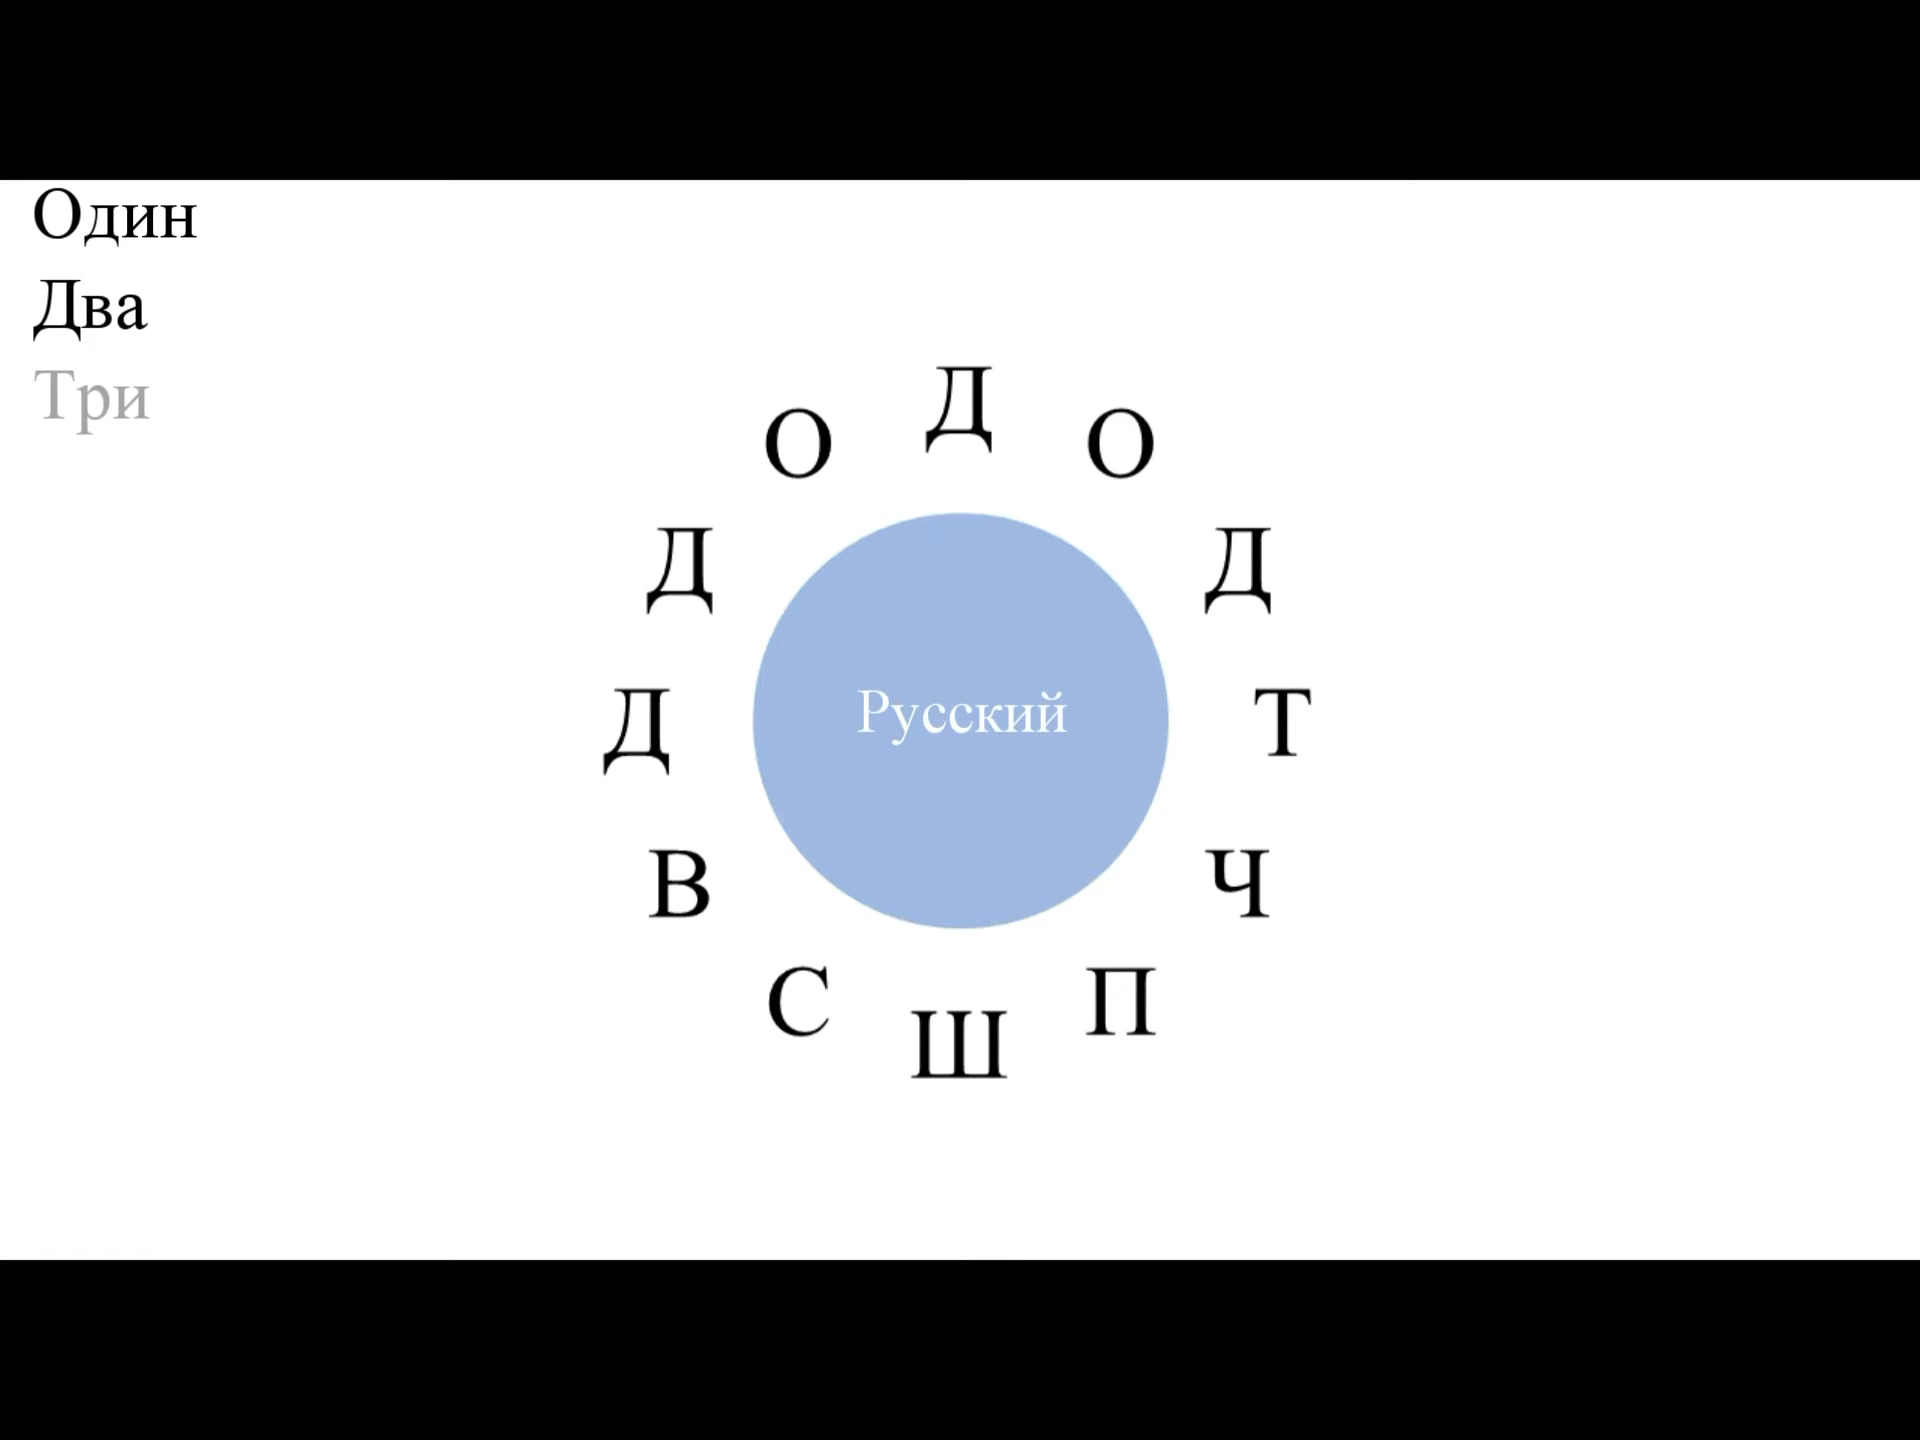 Один
Два
Три
Д
О
О
Д
Д
Русский
Д
Т
В
Ч
С
П
Ш